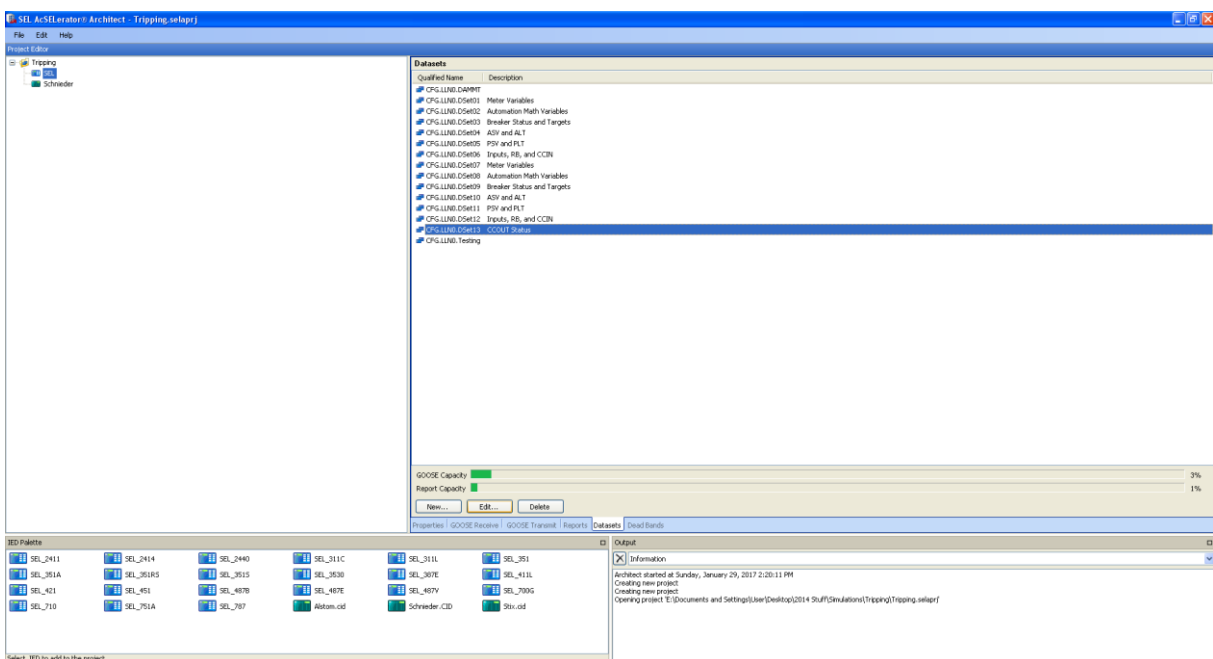 SEL AcSELerator® Architect - Tripping.selaprj
File Edit Help
Project Editor
Tripping
SEL
Schnieder
Datasets
Qualified Name Description
CFG.LLN0.DAMMT
CFG.LLN0.DSet01 Meter Variables
CFG.LLN0.DSet02 Automation Math Variables
CFG.LLN0.DSet03 Breaker Status and Targets
CFG.LLN0.DSet04 ASV and ALT
CFG.LLN0.DSet05 PSV and PLT
CFG.LLN0.DSet06 Inputs, RB, and CCIN
CFG.LLN0.DSet07 Meter Variables
CFG.LLN0.DSet08 Automation Math Variables
CFG.LLN0.DSet09 Breaker Status and Targets
CFG.LLN0.DSet10 ASV and ALT
CFG.LLN0.DSet11 PSV and PLT
CFG.LLN0.DSet12 Inputs, RB, and CCIN
CFG.LLN0.DSet13 CCOUT Status
CFG.LLN0.Testing
GOOSE Capacity 3%
Report Capacity 1%
New... Edit... Delete
Properties GOOSE Receive GOOSE Transmit Reports Datasets Dead Bands
IED Palette
SEL_2411 SEL_2414 SEL_2440 SEL_311C SEL_311L SEL_351
SEL_351A SEL_351RS SEL_351S SEL_3530 SEL_387E SEL_411L
SEL_421 SEL_451 SEL_487B SEL_487E SEL_487V SEL_700G
SEL_710 SEL_751A SEL_787 Alstom.cid Schnieder.CID Stix.cid
Select IED to add to the project
Output
Information
Architect started at Sunday, January 29, 2017 2:20:11 PM
Creating new project
Creating new project
Opening project 'E:\Documents and Settings\User\Desktop\2014 Stuff\Simulations\Tripping\Tripping.selaprj'